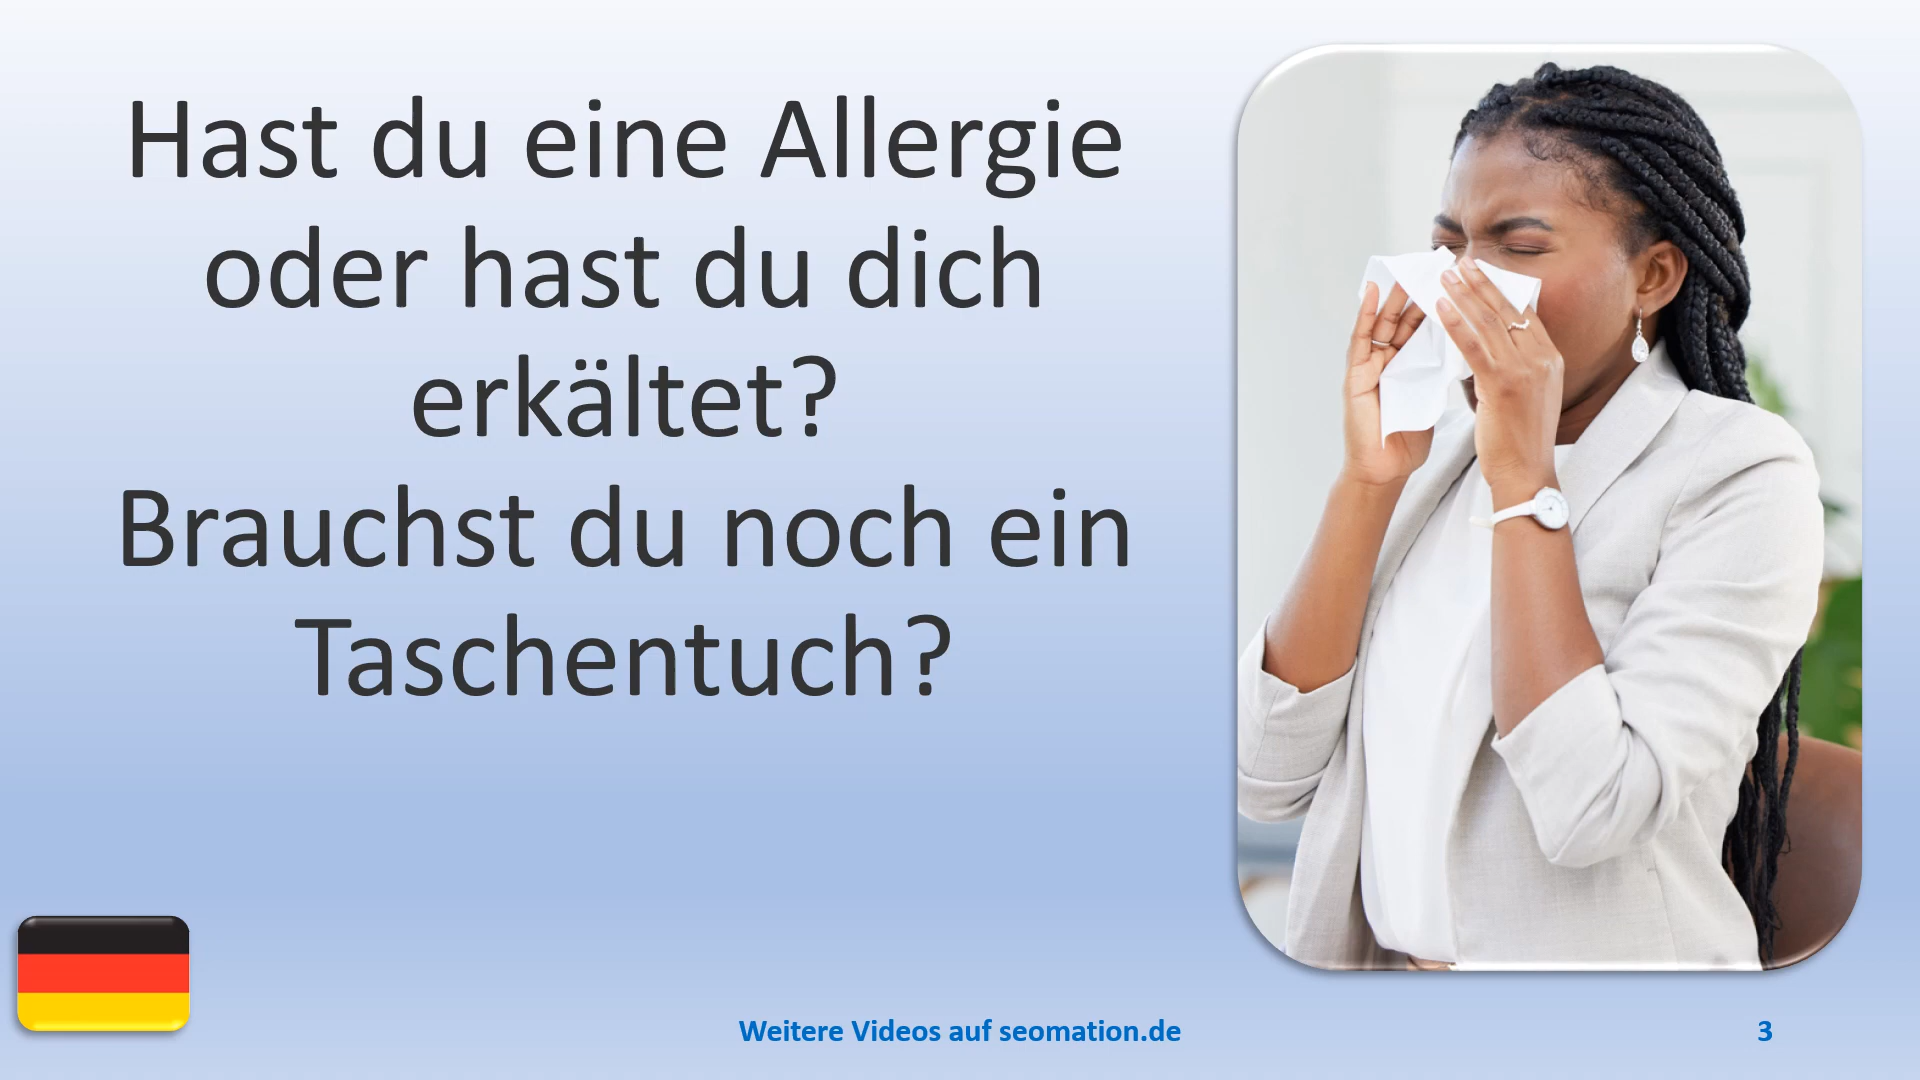 Hast du eine Allergie
oder hast du dich
erkältet?
Brauchst du noch ein
Taschentuch?
Weitere Videos auf seomation.de
3